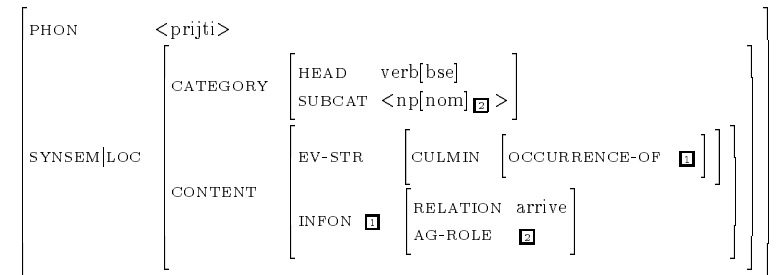 PHON <prijti>
CATEGORY HEAD verb[bse]
SUBCAT <np[nom] 2 >
SYNSEM|LOC EV-STR CULMIN OCCURRENCE-OF 1
CONTENT
INFON 1 RELATION arrive
AG-ROLE 2